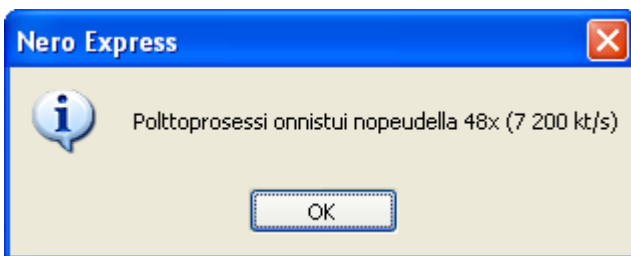 Nero Express
Polttoprosessi onnistui nopeudella 48x (7 200 kt/s)
OK